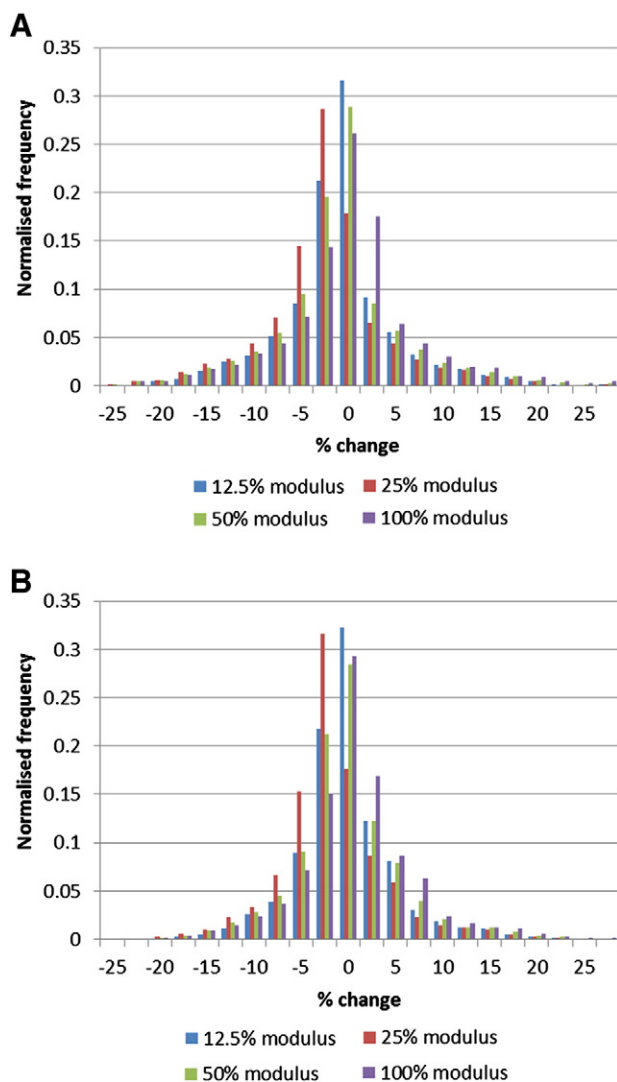 A
0.35
0.3
0.25
0.2
0.15
0.1
0.05
0
Normalised frequency
-25 -20 -15 -10 -5 0 5 10 15 20 25
% change
12.5% modulus 25% modulus
50% modulus 100% modulus
B
0.35
0.3
0.25
0.2
0.15
0.1
0.05
0
Normalised frequency
-25 -20 -15 -10 -5 0 5 10 15 20 25
% change
12.5% modulus 25% modulus
50% modulus 100% modulus